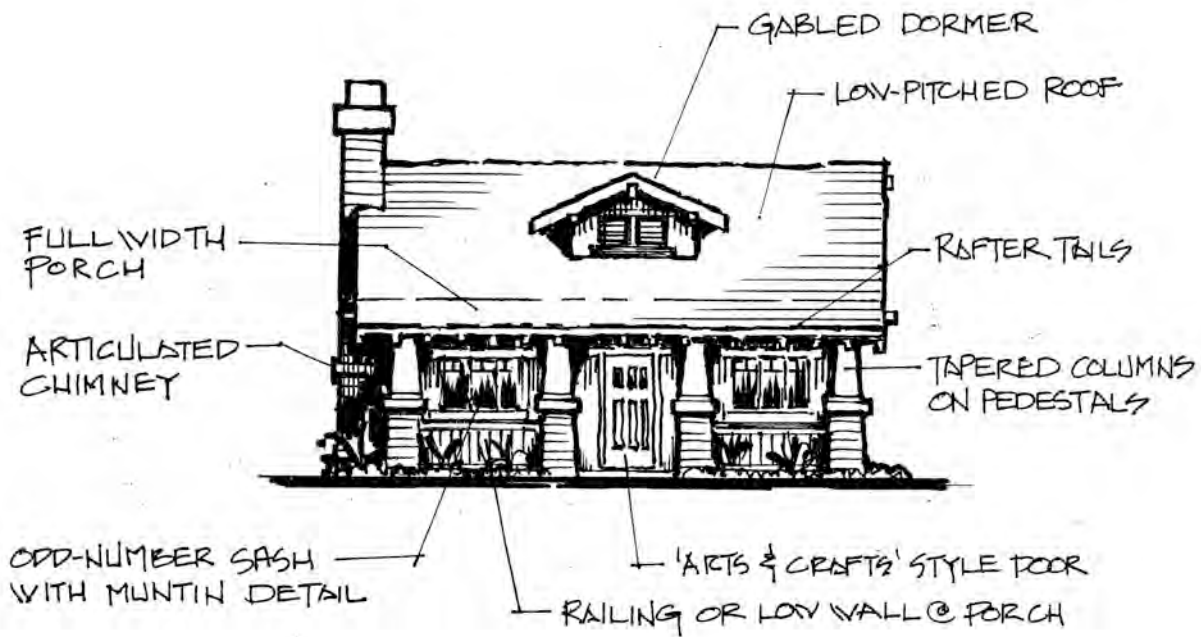 GABLED DORMER
LOW-PITCHED ROOF
FULL WIDTH
PORCH
RAFTER TAILS
ARTICULATED
CHIMNEY
TAPERED COLUMNS
ON PEDESTALS
ODD-NUMBER SASH
WITH MUNTIN DETAIL
'ARTS & CRAFTS' STYLE DOOR
RAILING OR LOW WALL @ PORCH